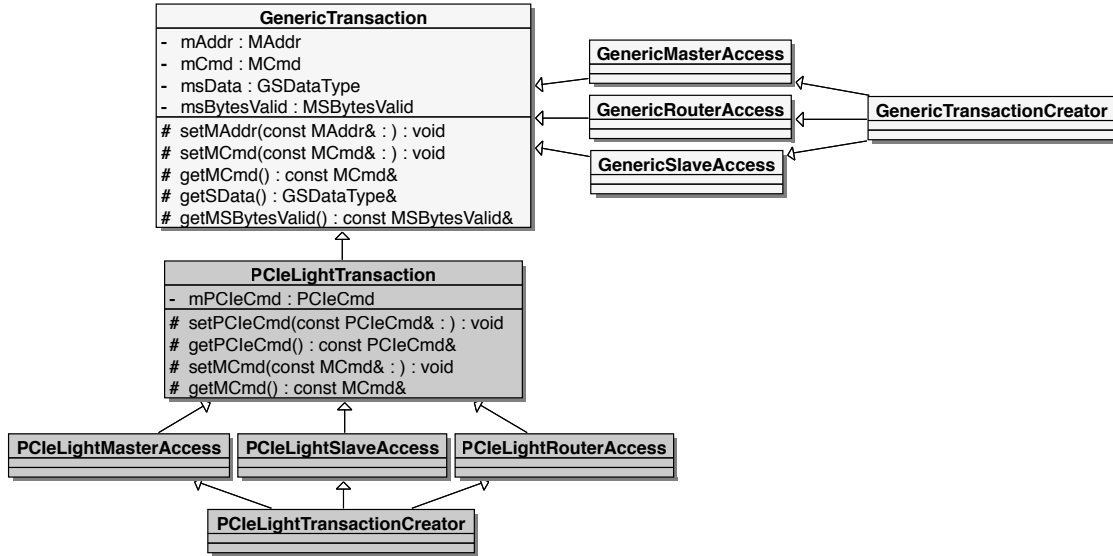 GenericTransaction
- mAddr : MAddr
- mCmd : MCmd
- msData : GSDataType
- msBytesValid : MSBytesValid
# setMAddr(const MAddr& : ) : void
# setMCmd(const MCmd& : ) : void
# getMCmd() : const MCmd&
# getSData() : GSDataType&
# getMSBytesValid() : const MSBytesValid&
GenericMasterAccess
GenericRouterAccess
GenericSlaveAccess
GenericTransactionCreator
PCIeLightTransaction
- mPCIeCmd : PCIeCmd
# setPCIeCmd(const PCIeCmd& : ) : void
# getPCIeCmd() : const PCIeCmd&
# setMCmd(const MCmd& : ) : void
# getMCmd() : const MCmd&
PCIeLightMasterAccess
PCIeLightSlaveAccess
PCIeLightRouterAccess
PCIeLightTransactionCreator